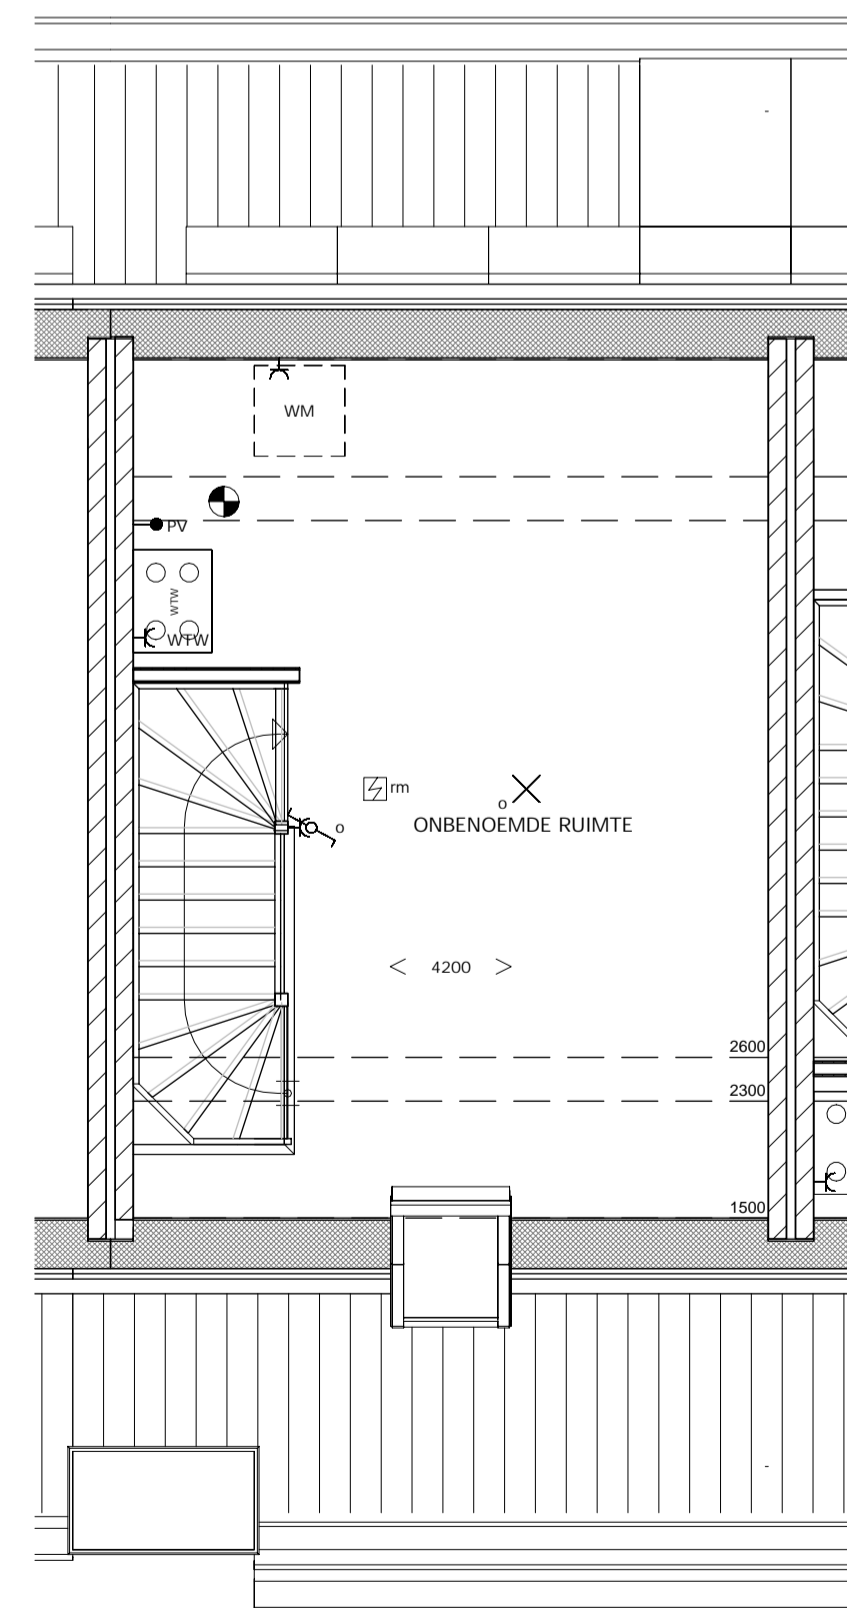 WM
PV
WTW
WTW
rm
o
ONBENOEMDE RUIMTE
o
< 4200 >
2600
2300
1500